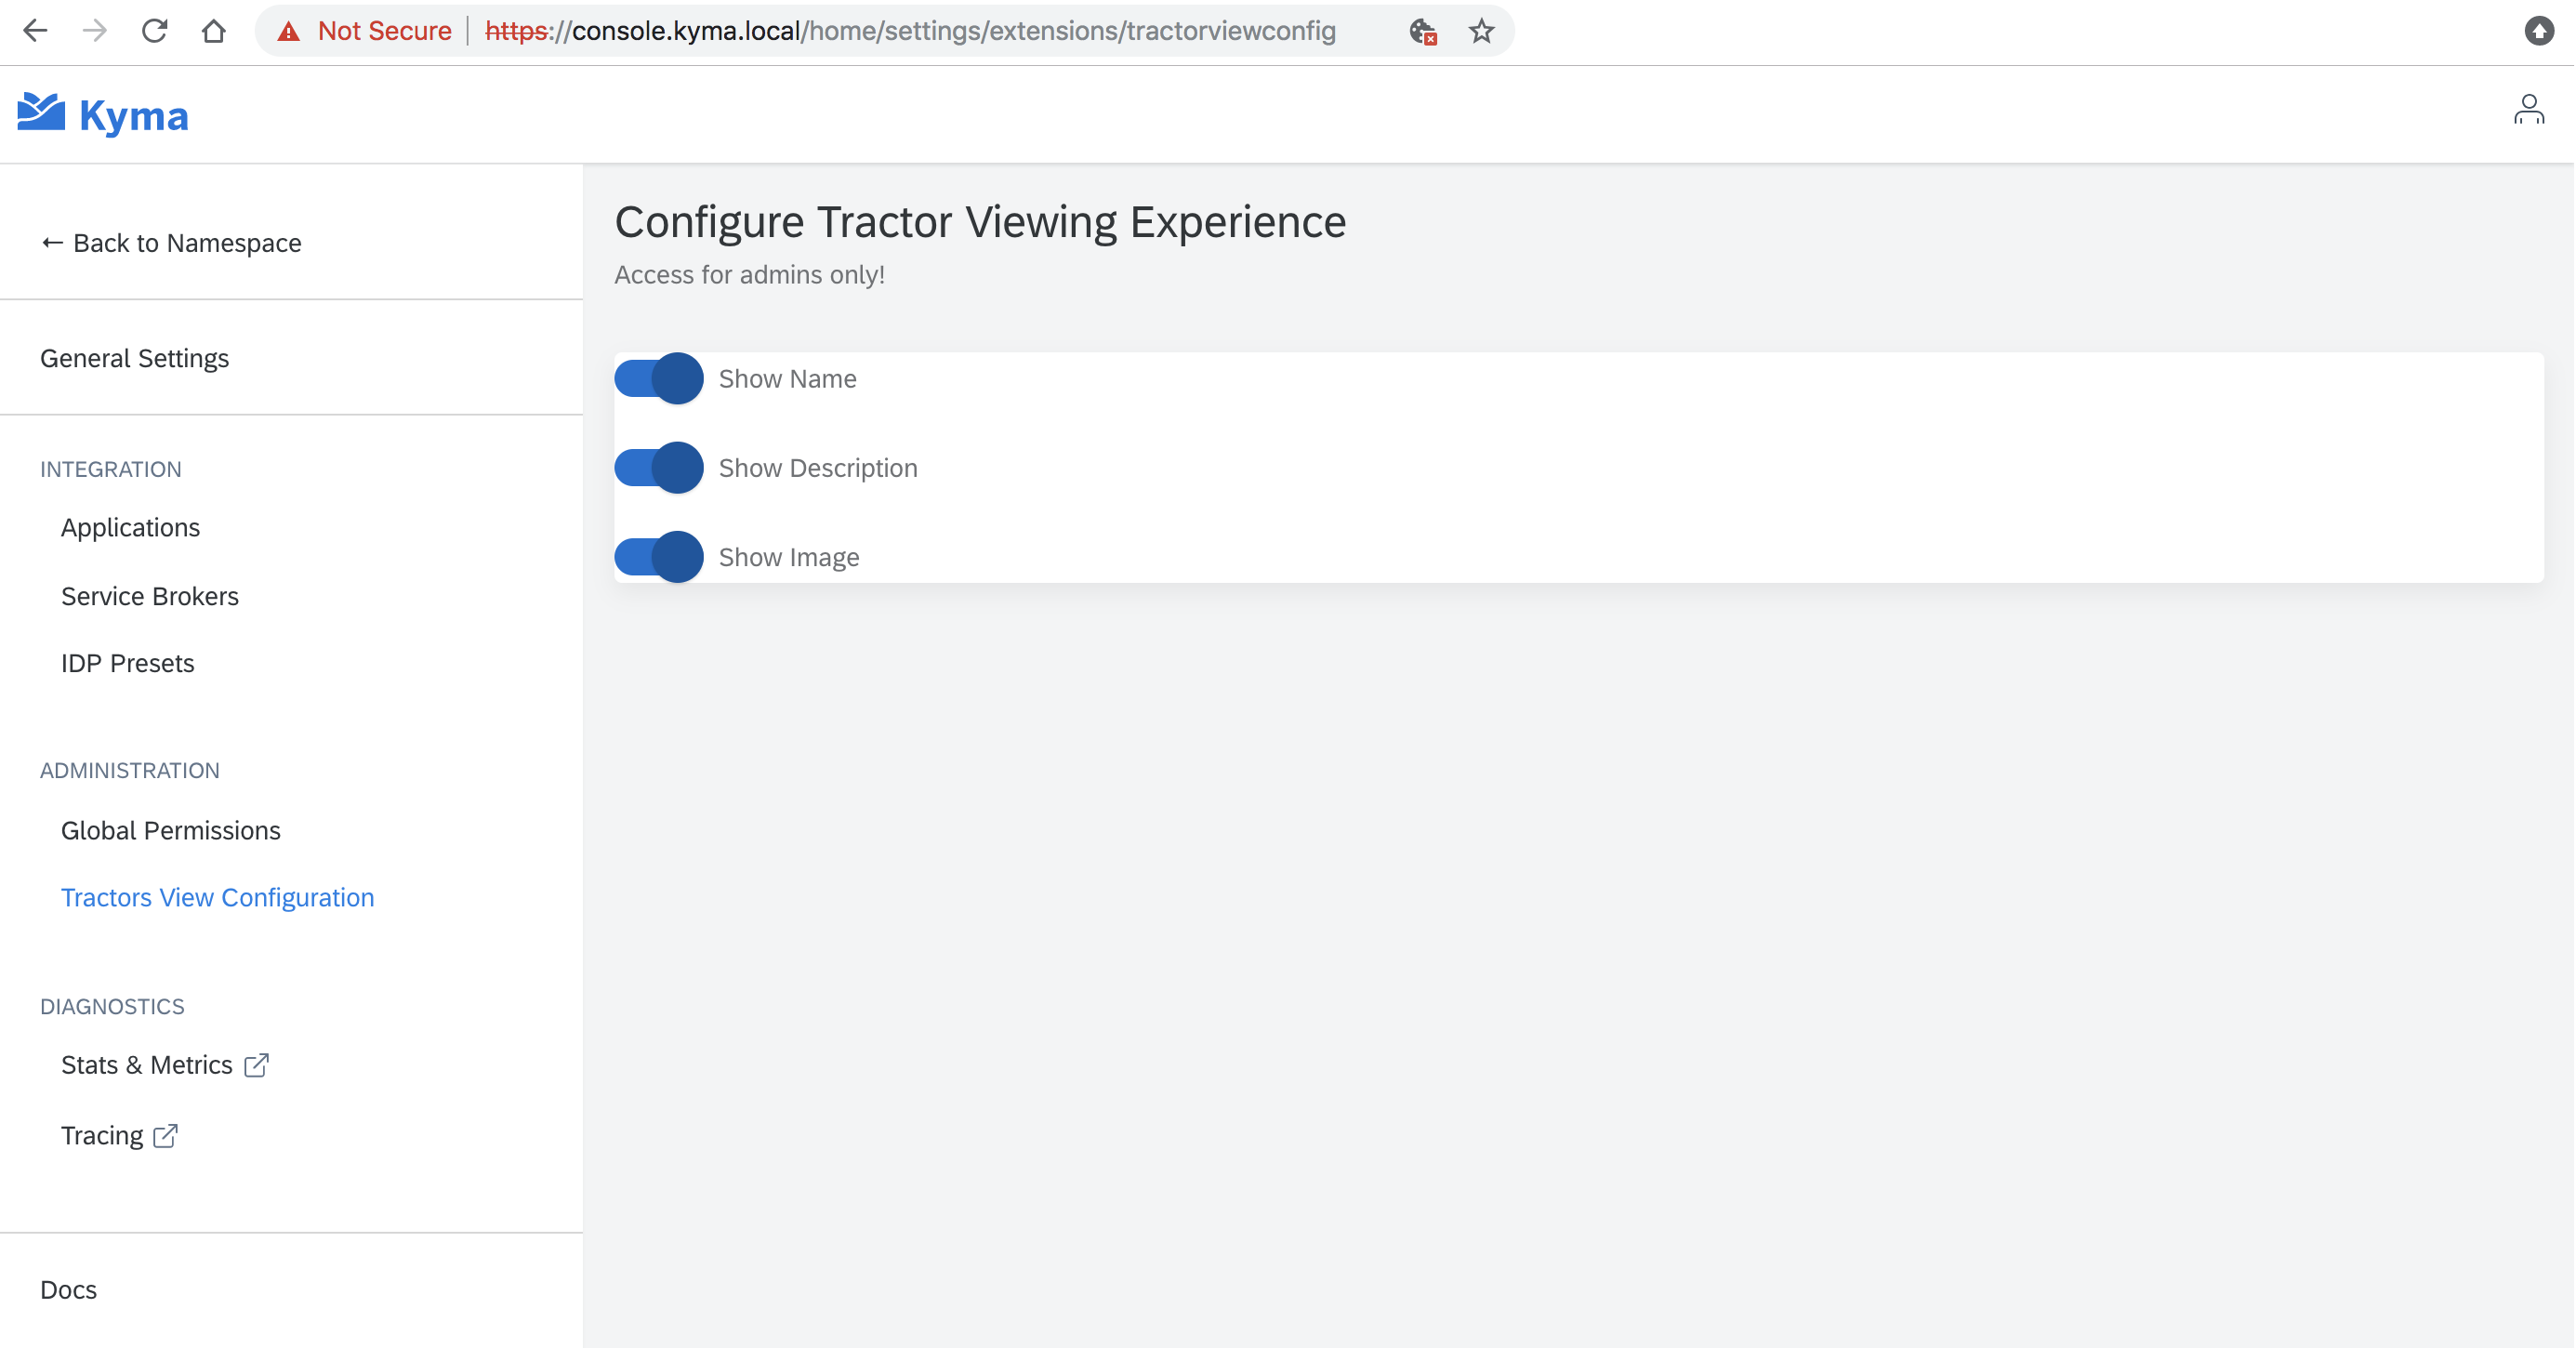 Not Secure https://console.kyma.local/home/settings/extensions/tractorviewconfig
Kyma
← Back to Namespace
General Settings
INTEGRATION
Applications
Service Brokers
IDP Presets
ADMINISTRATION
Global Permissions
Tractors View Configuration
DIAGNOSTICS
Stats & Metrics
Tracing
Docs
Configure Tractor Viewing Experience
Access for admins only!
Show Name
Show Description
Show Image